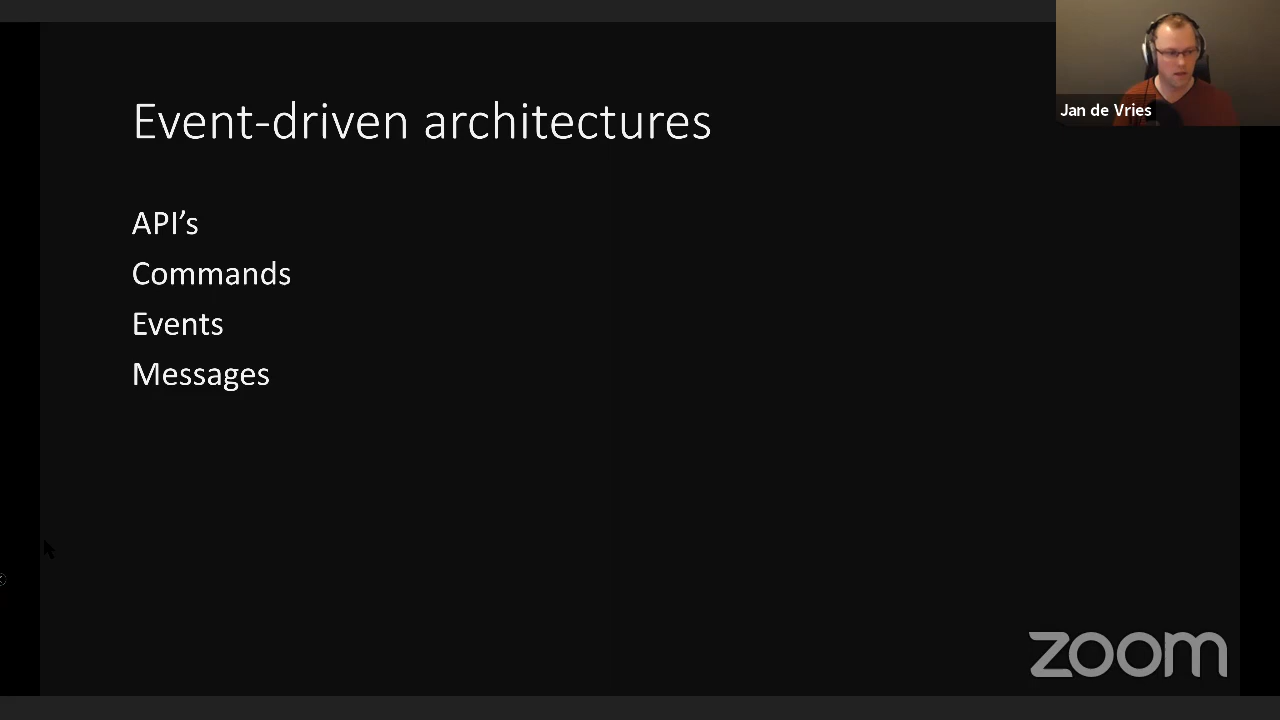 Event-driven architectures
Jan de Vries
API’s
Commands
Events
Messages
zoom